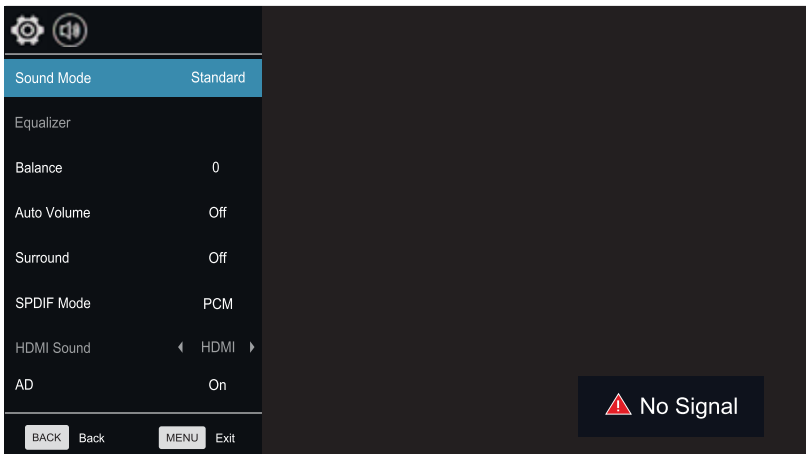 Sound Mode Standard
Equalizer
Balance 0
Auto Volume Off
Surround Off
SPDIF Mode PCM
HDMI Sound HDMI
AD On
BACK Back MENU Exit
No Signal